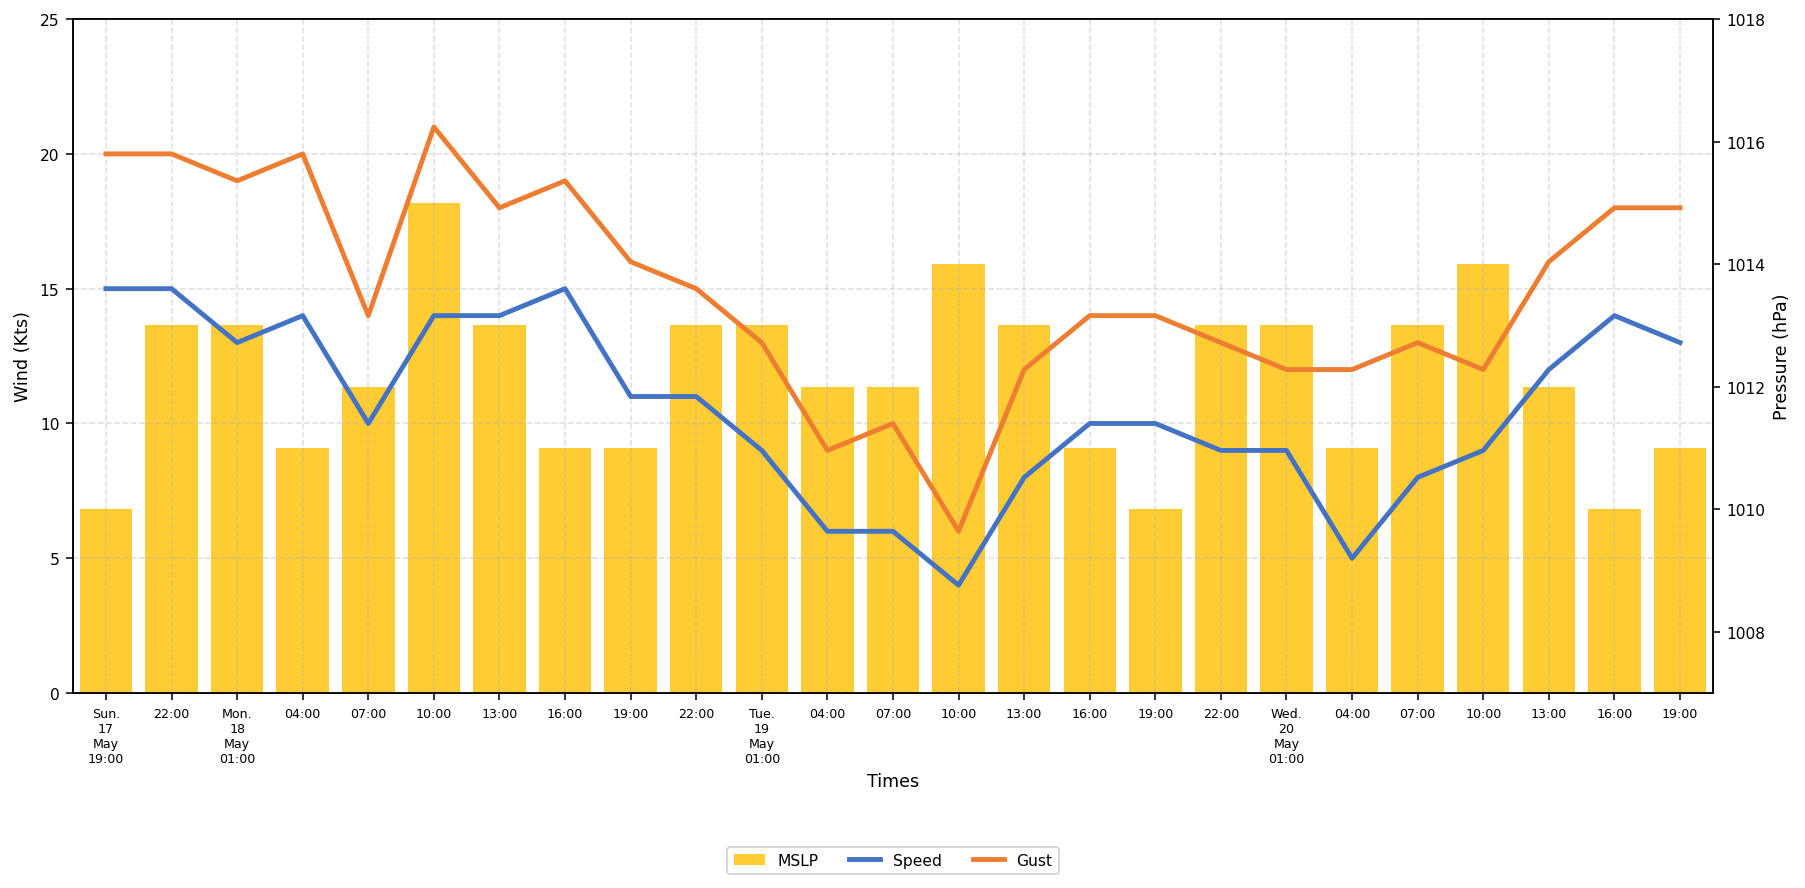 25
20
15
10
5
0
Wind (Kts)
1018
1016
1014
1012
1010
1008
Pressure (hPa)
Sun.
17
May
19:00
22:00
Mon.
18
May
01:00
04:00
07:00
10:00
13:00
16:00
19:00
22:00
Tue.
19
May
01:00
04:00
07:00
10:00
13:00
16:00
19:00
22:00
Wed.
20
May
01:00
04:00
07:00
10:00
13:00
16:00
19:00
Times
MSLP
Speed
Gust